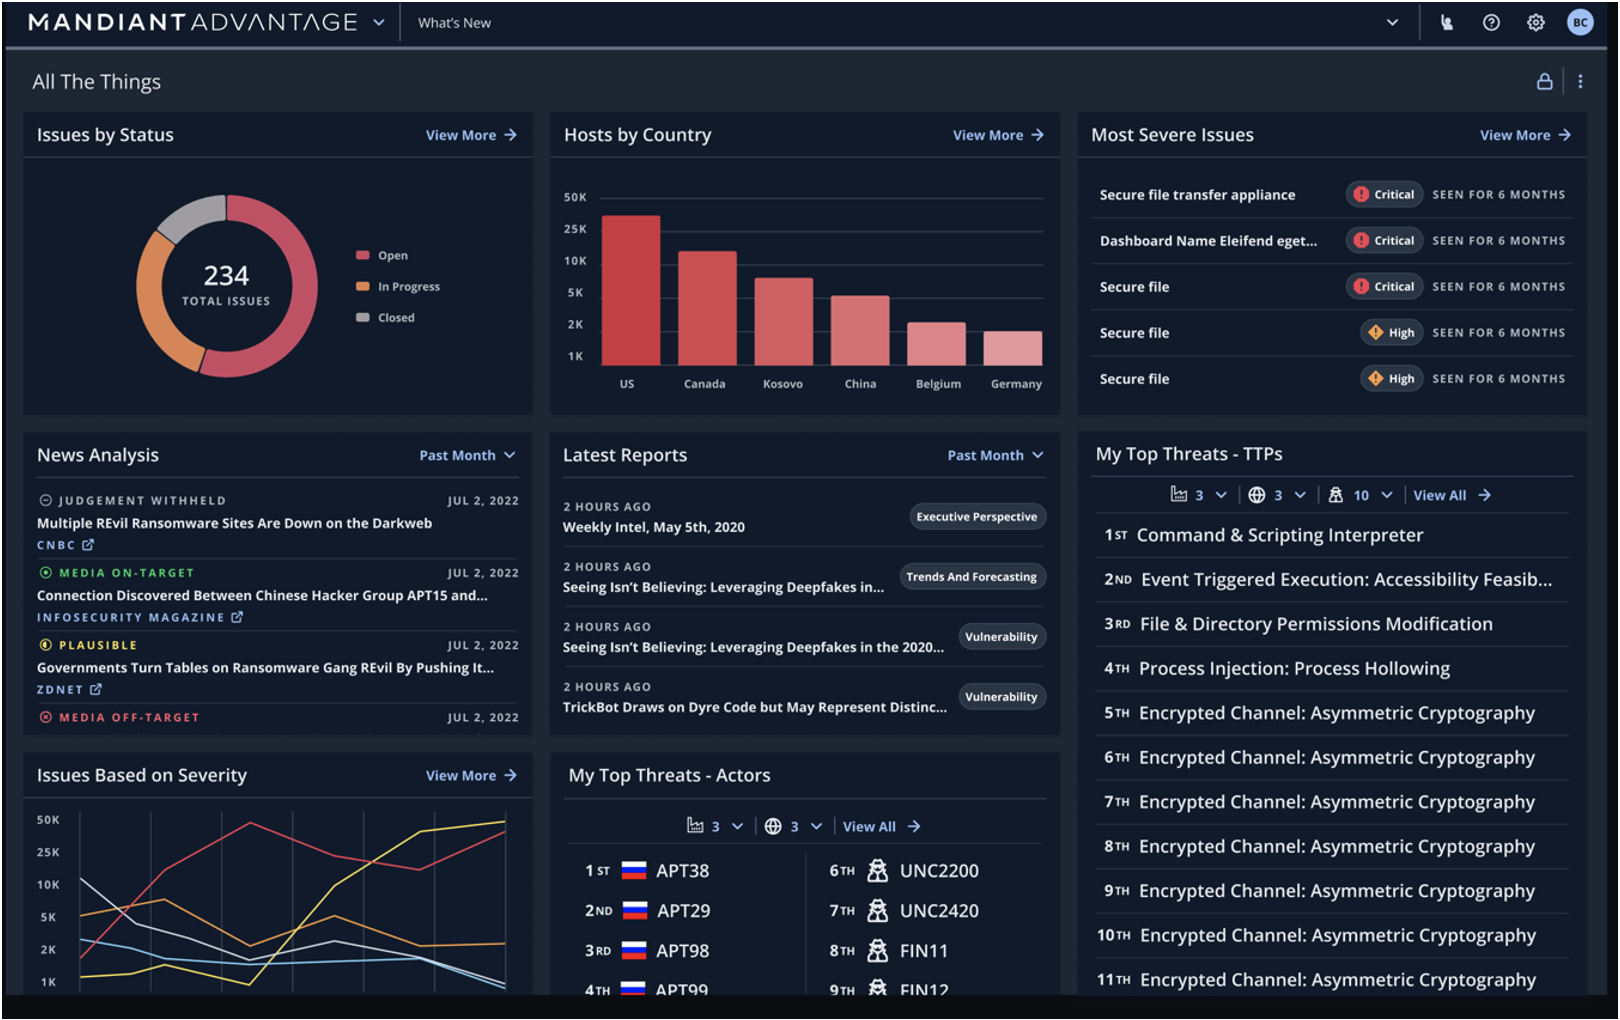 MANDIANT ADVANTAGE
What's New
BC
All The Things
Issues by Status
View More
234
TOTAL ISSUES
Open
In Progress
Closed
Hosts by Country
View More
50K
25K
10K
5K
2K
1K
US Canada Kosovo China Belgium Germany
Most Severe Issues
View More
Secure file transfer appliance Critical SEEN FOR 6 MONTHS
Dashboard Name Eleifend eget... Critical SEEN FOR 6 MONTHS
Secure file Critical SEEN FOR 6 MONTHS
Secure file High SEEN FOR 6 MONTHS
Secure file High SEEN FOR 6 MONTHS
News Analysis
Past Month
JUDGEMENT WITHHELD JUL 2, 2022
Multiple REvil Ransomware Sites Are Down on the Darkweb
CNBC
MEDIA ON-TARGET JUL 2, 2022
Connection Discovered Between Chinese Hacker Group APT15 and...
INFOSECURITY MAGAZINE
PLAUSIBLE JUL 2, 2022
Governments Turn Tables on Ransomware Gang REvil By Pushing It...
ZDNET
MEDIA OFF-TARGET JUL 2, 2022
Latest Reports
Past Month
2 HOURS AGO
Weekly Intel, May 5th, 2020
Executive Perspective
2 HOURS AGO
Seeing Isn't Believing: Leveraging Deepfakes in...
Trends And Forecasting
2 HOURS AGO
Seeing Isn't Believing: Leveraging Deepfakes in the 2020...
Vulnerability
2 HOURS AGO
TrickBot Draws on Dyre Code but May Represent Distinc...
Vulnerability
My Top Threats - TTPs
3 3 10 View All
1ST Command & Scripting Interpreter
2ND Event Triggered Execution: Accessibility Feasib...
3RD File & Directory Permissions Modification
4TH Process Injection: Process Hollowing
5TH Encrypted Channel: Asymmetric Cryptography
6TH Encrypted Channel: Asymmetric Cryptography
7TH Encrypted Channel: Asymmetric Cryptography
8TH Encrypted Channel: Asymmetric Cryptography
9TH Encrypted Channel: Asymmetric Cryptography
10TH Encrypted Channel: Asymmetric Cryptography
11TH Encrypted Channel: Asymmetric Cryptography
Issues Based on Severity
View More
50K
25K
10K
5K
2K
1K
My Top Threats - Actors
3 3 View All
1ST APT38
2ND APT29
3RD APT98
4TH APT99
6TH UNC2200
7TH UNC2420
8TH FIN11
9TH FIN12